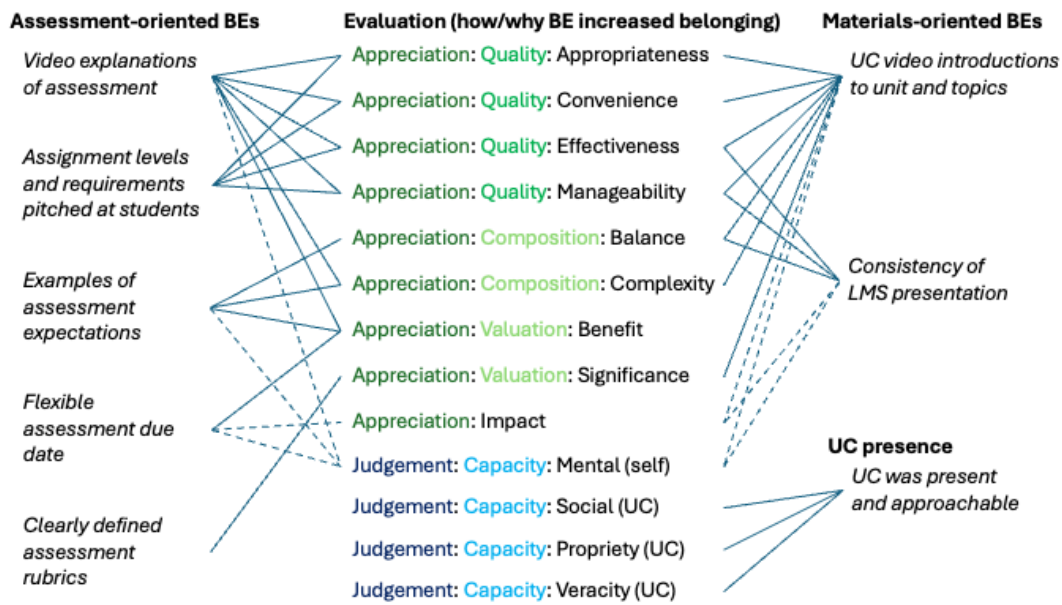 Assessment-oriented BEs
Video explanations
of assessment
Assignment levels
and requirements
pitched at students
Examples of
assessment
expectations
Flexible
assessment due
date
Clearly defined
assessment
rubrics
Evaluation (how/why BE increased belonging)
Appreciation: Quality: Appropriateness
Appreciation: Quality: Convenience
Appreciation: Quality: Effectiveness
Appreciation: Quality: Manageability
Appreciation: Composition: Balance
Appreciation: Composition: Complexity
Appreciation: Valuation: Benefit
Appreciation: Valuation: Significance
Appreciation: Impact
Judgement: Capacity: Mental (self)
Judgement: Capacity: Social (UC)
Judgement: Capacity: Propriety (UC)
Judgement: Capacity: Veracity (UC)
Materials-oriented BEs
UC video introductions
to unit and topics
Consistency of
LMS presentation
UC presence
UC was present
and approachable